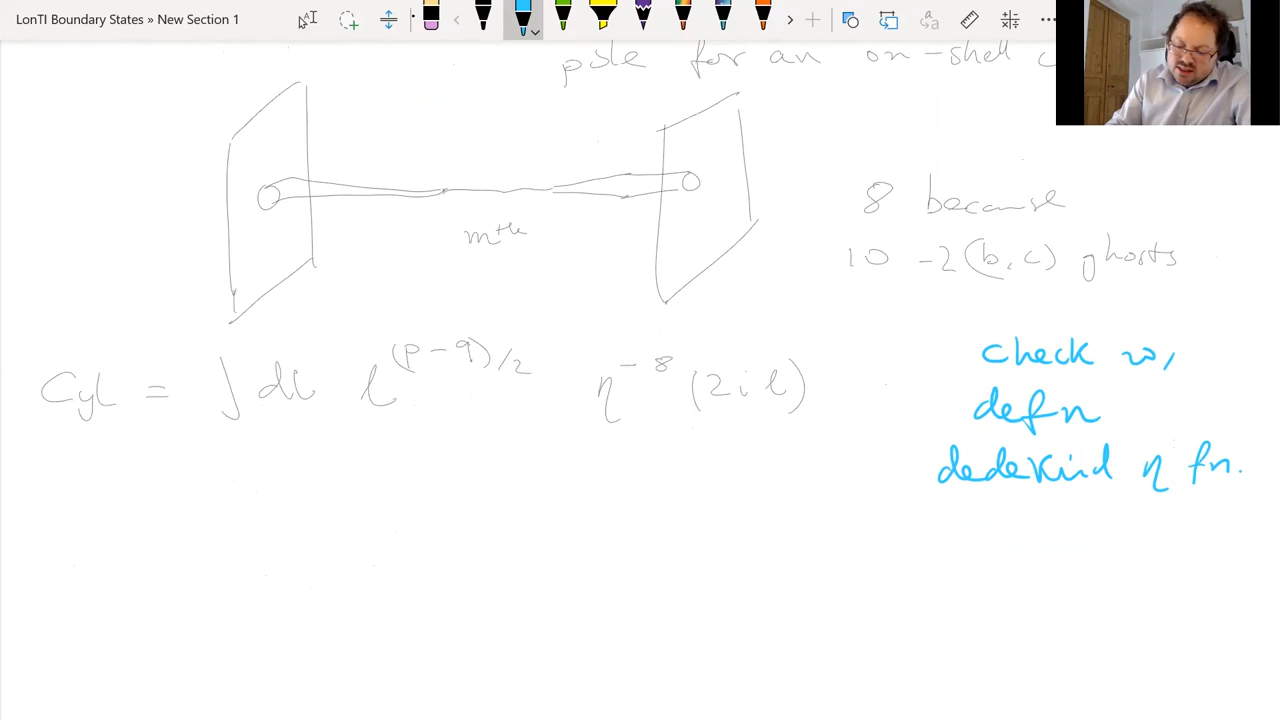 LonTI Boundary States » New Section 1
pole for an on-shell
8 because
10 -2(b,c) ghosts
mth
Cyl = ∫ dl l^{(p-9)/2} η^{-8} (2il)
check w,
defn
dedekind η fn.